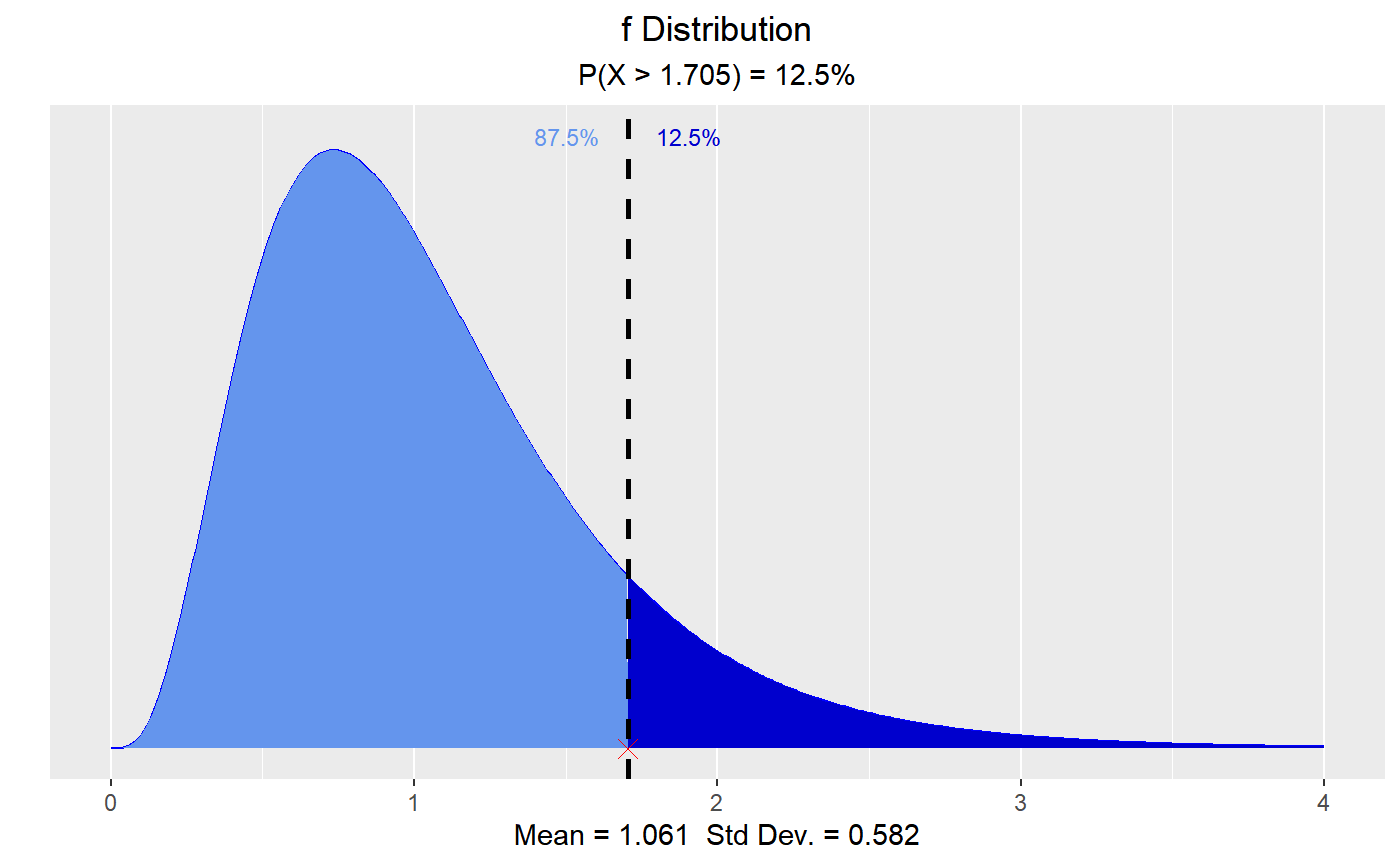 f Distribution
P(X > 1.705) = 12.5%
87.5% 12.5%
0 1 2 3 4
Mean = 1.061  Std Dev. = 0.582